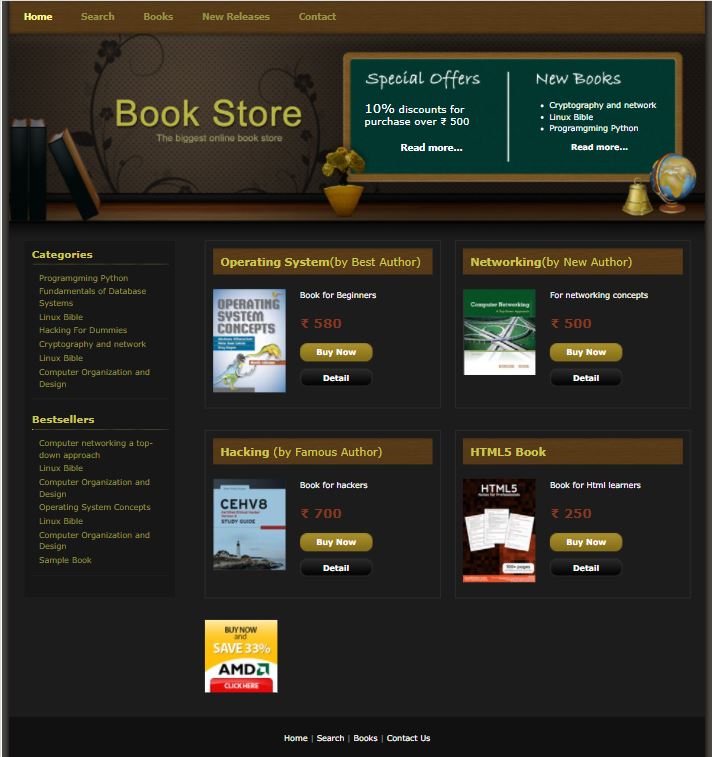 Home Search Books New Releases Contact
Book Store
The biggest online book store
Special Offers
10% discounts for
purchase over ₹ 500
Read more...
New Books
Cryptography and network
Linux Bible
Programgming Python
Read more...
Categories
Programgming Python
Fundamentals of Database
Systems
Linux Bible
Hacking For Dummies
Cryptography and network
Linux Bible
Computer Organization and
Design
Bestsellers
Computer networking a top-
down approach
Linux Bible
Computer Organization and
Design
Operating System Concepts
Linux Bible
Computer Organization and
Design
Sample Book
Operating System(by Best Author)
OPERATING
SYSTEM
CONCEPTS
Book for Beginners
₹ 580
Buy Now
Detail
Networking(by New Author)
Computer Networking
For networking concepts
₹ 500
Buy Now
Detail
Hacking (by Famous Author)
CEHV8
STUDY GUIDE
Book for hackers
₹ 700
Buy Now
Detail
HTML5 Book
HTML5
Notes for Professionals
100+ pages
Book for Html learners
₹ 250
Buy Now
Detail
BUY NOW
and
SAVE 33%
AMD
CLICK HERE
Home | Search | Books | Contact Us